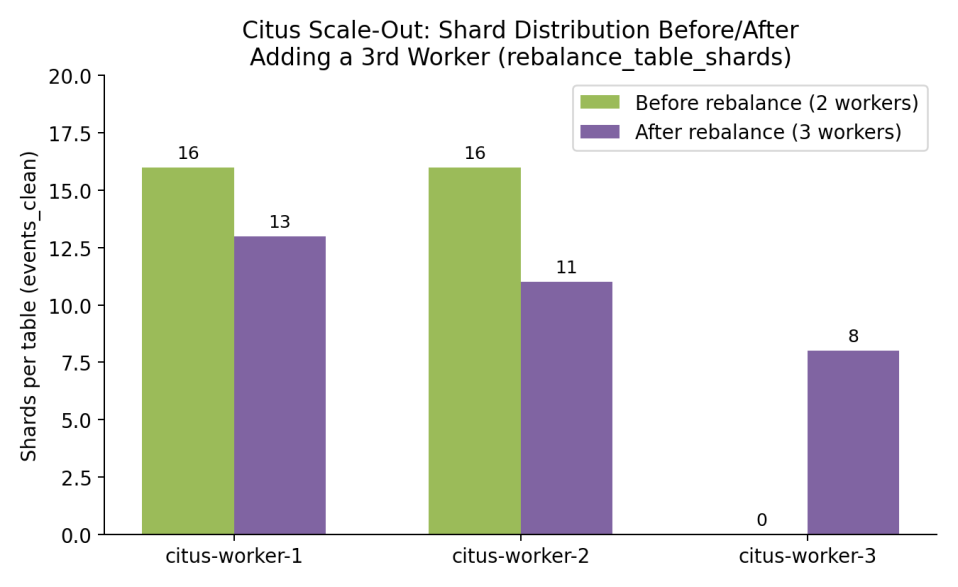 Citus Scale-Out: Shard Distribution Before/After
Adding a 3rd Worker (rebalance_table_shards)
Before rebalance (2 workers)
After rebalance (3 workers)
Shards per table (events_clean)
20.0
17.5
15.0
12.5
10.0
7.5
5.0
2.5
0.0
16
13
16
11
0
8
citus-worker-1
citus-worker-2
citus-worker-3